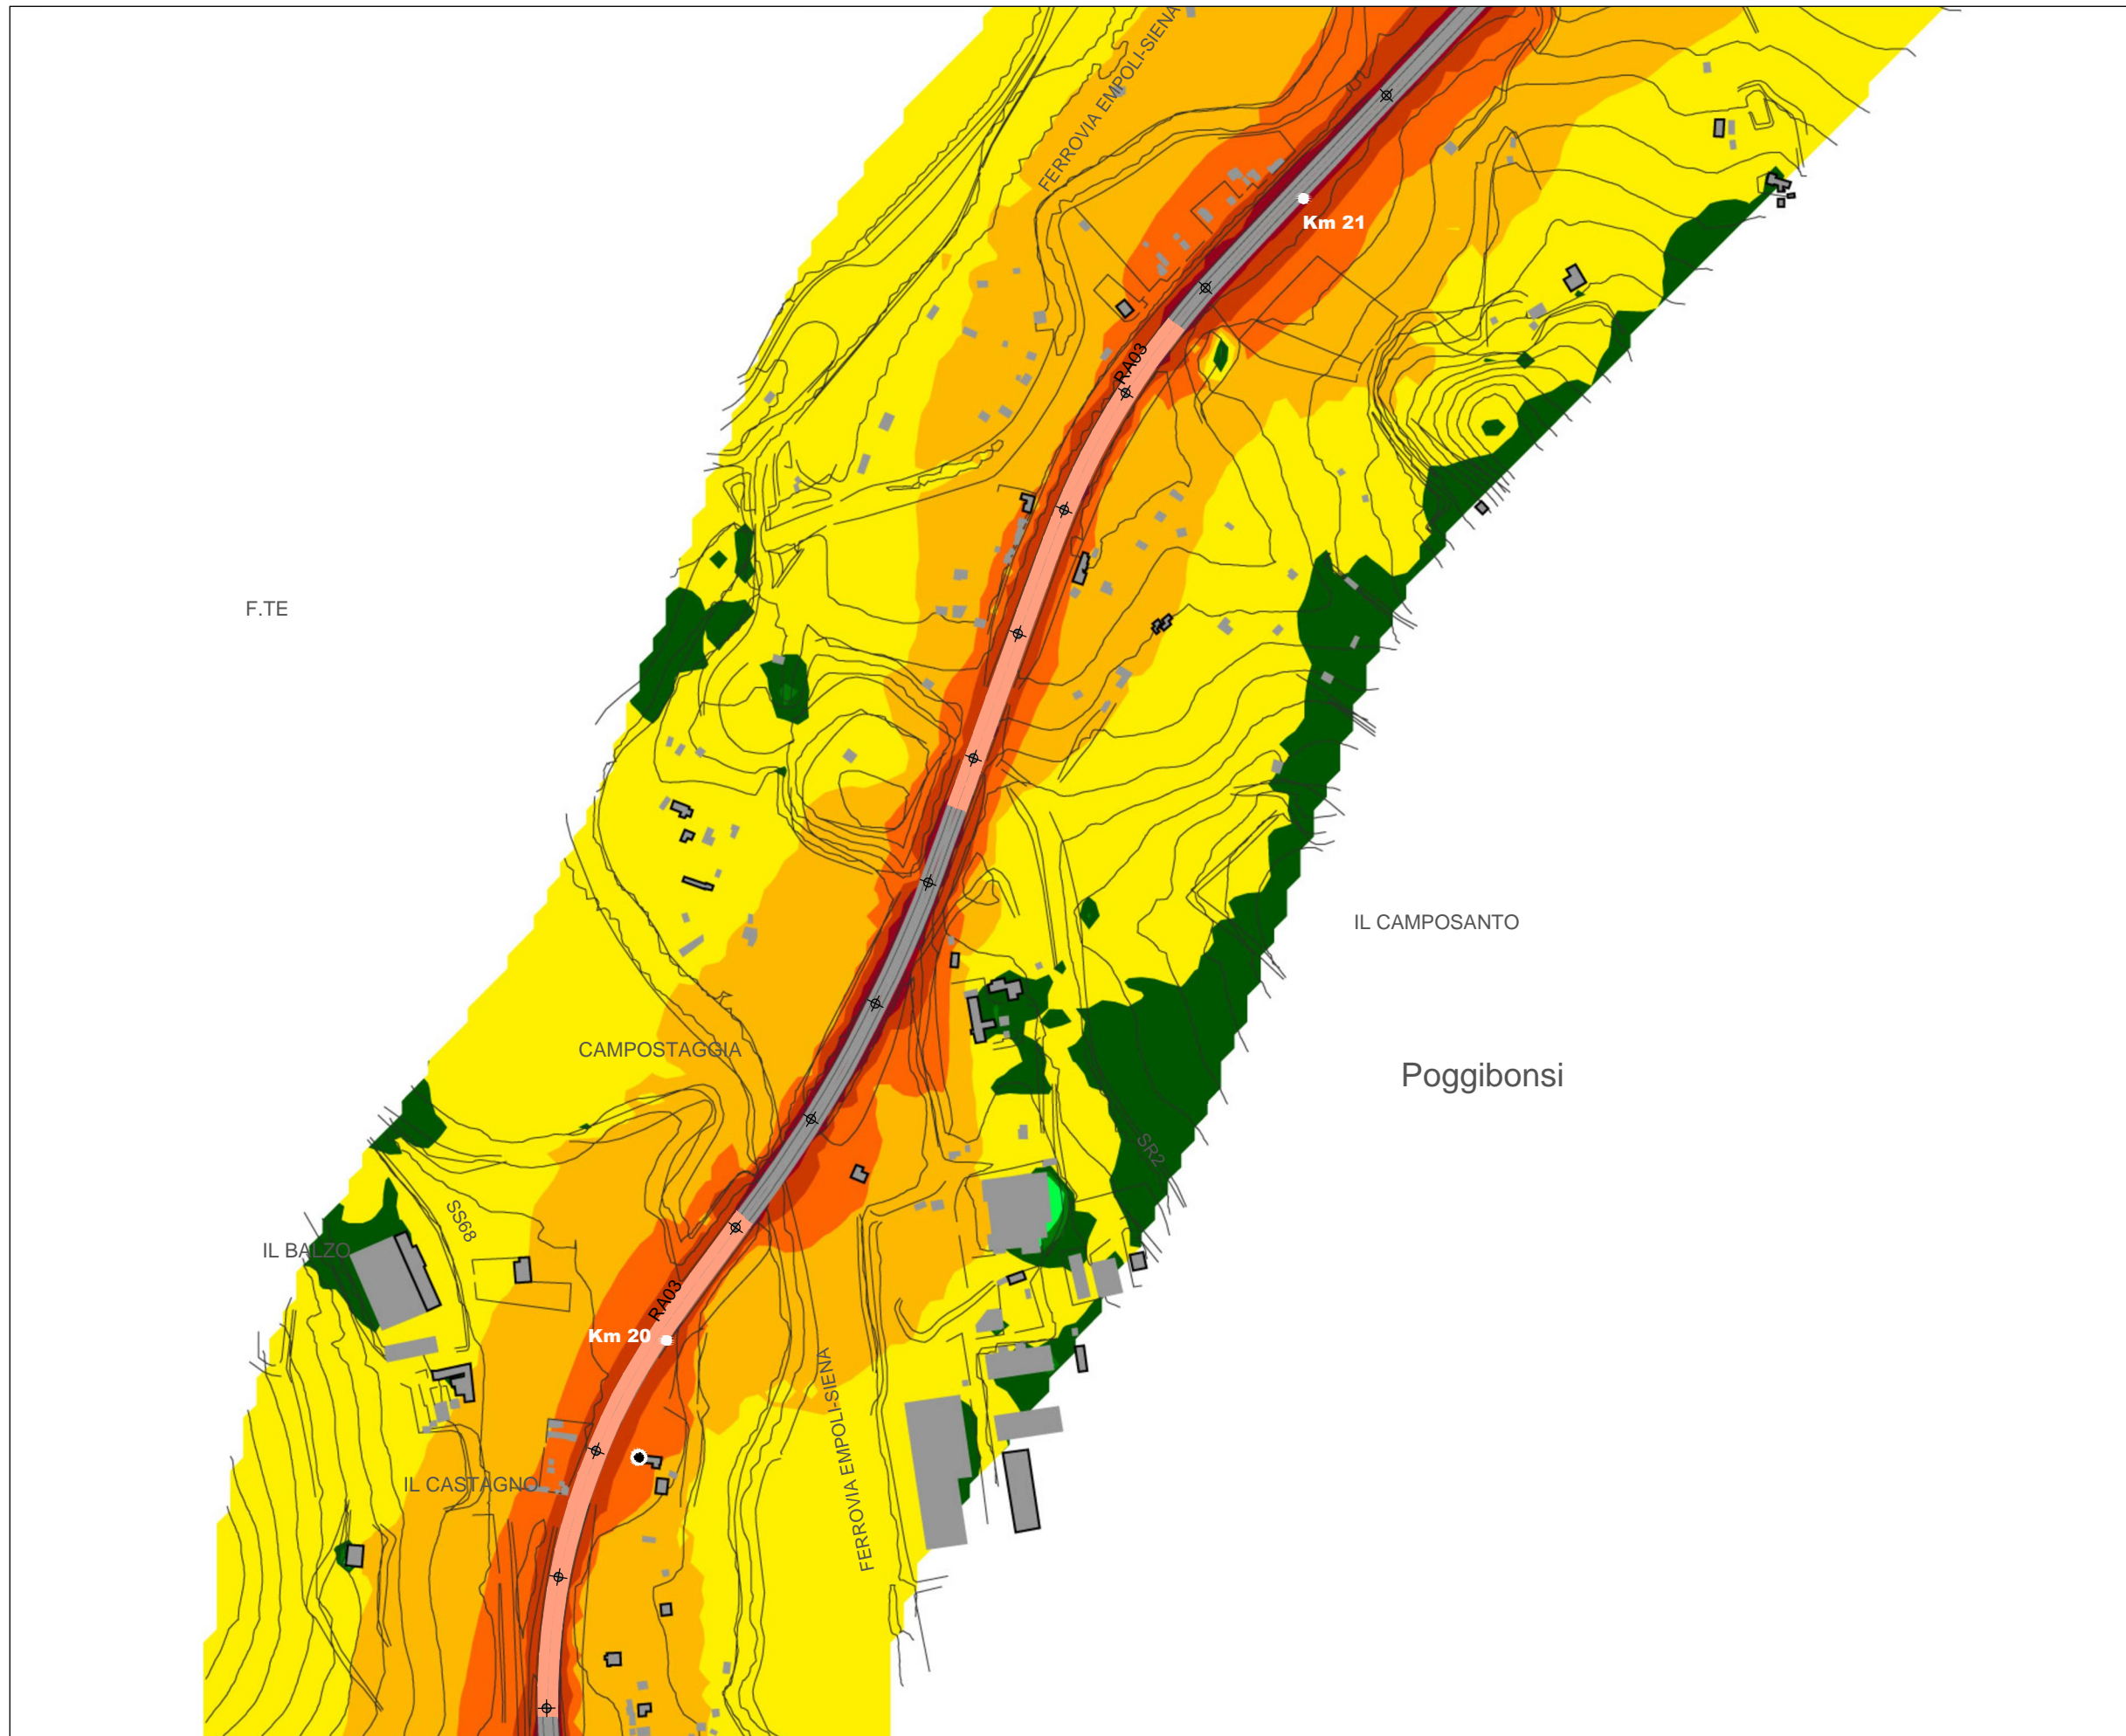 FERROVIA EMPOLI-SIENA
Km 21
RA03
F.TE
IL CAMPOSANTO
CAMPOSTAGGIA
Poggibonsi
SR2
SS68
IL BALZO
RA03
Km 20
FERROVIA EMPOLI-SIENA
IL CASTAGNO